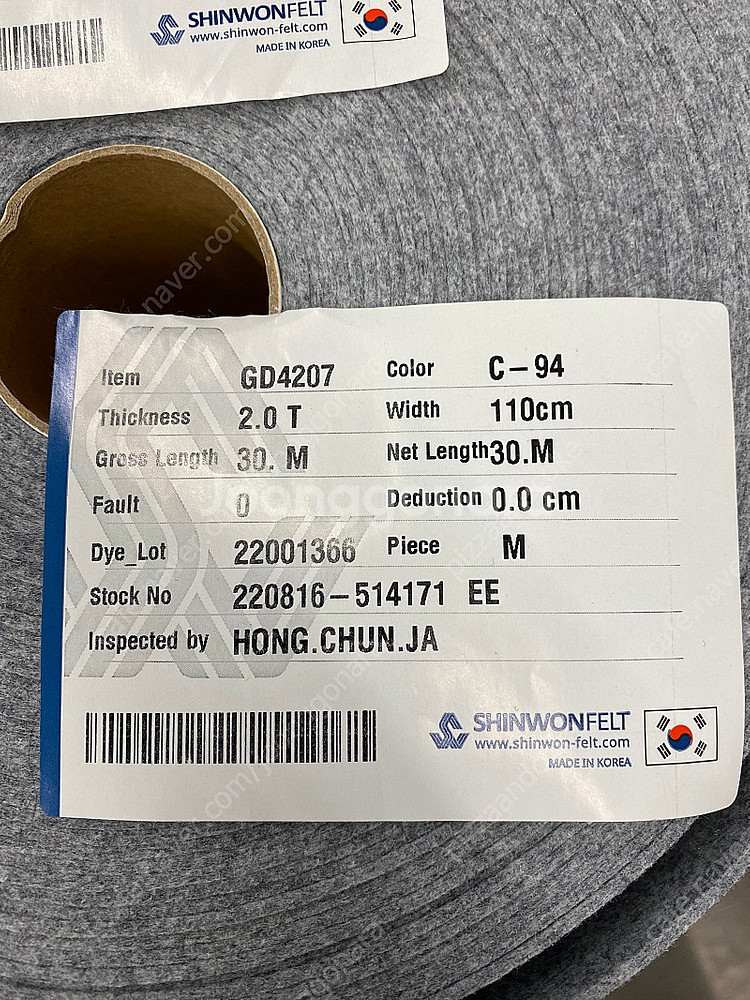 SHINWONFELT
www.shinwon-felt.com
MADE IN KOREA
Item GD4207 Color C-94
Thickness 2.0 T Width 110cm
Gross Length 30. M Net Length 30.M
Fault 0 Deduction 0.0 cm
Dye_Lot 22001366 Piece M
Stock No 220816-514171 EE
Inspected by HONG.CHUN.JA
SHINWONFELT
www.shinwon-felt.com
MADE IN KOREA